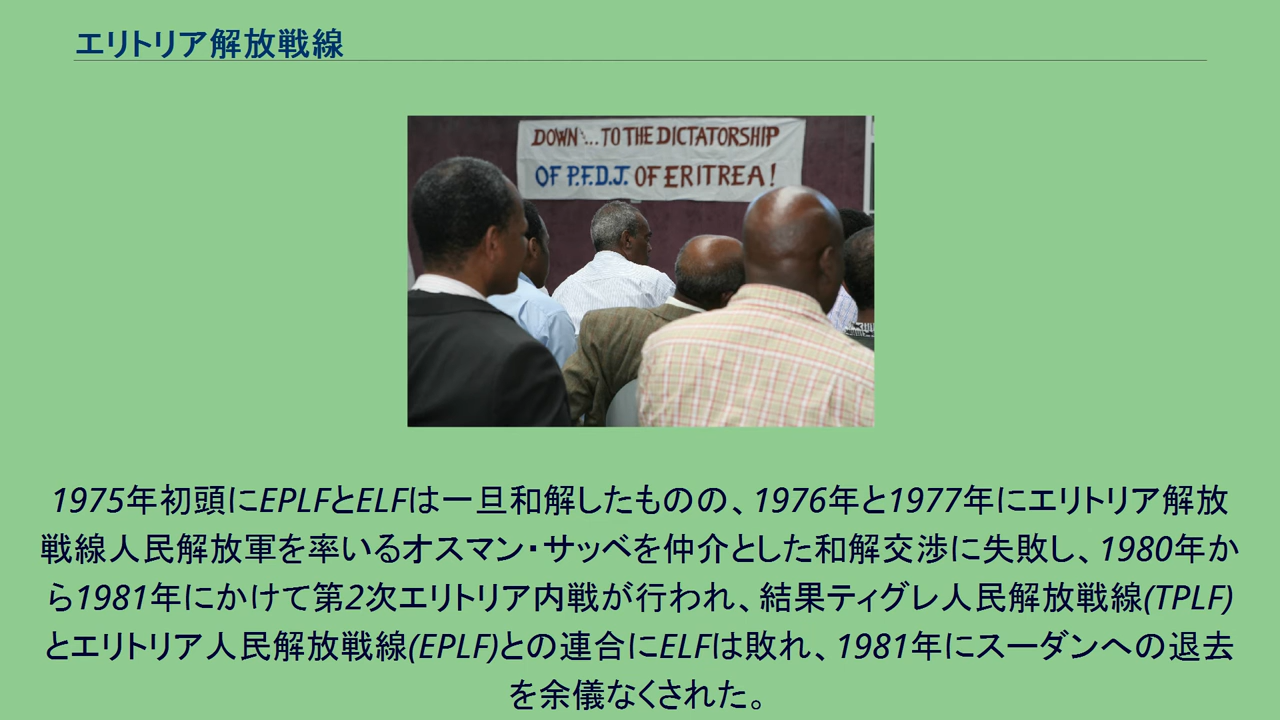 エリトリア解放戦線
DOWN...TO THE DICTATORSHIP
OF P.F.D.J. OF ERITREA!
1975年初頭にEPLFとELFは一旦和解したものの、1976年と1977年にエリトリア解放
戦線人民解放軍を率いるオスマン・サッベを仲介とした和解交渉に失敗し、1980年か
ら1981年にかけて第2次エリトリア内戦が行われ、結果ティグレ人民解放戦線(TPLF)
とエリトリア人民解放戦線(EPLF)との連合にELFは敗れ、1981年にスーダンへの退去
を余儀なくされた。